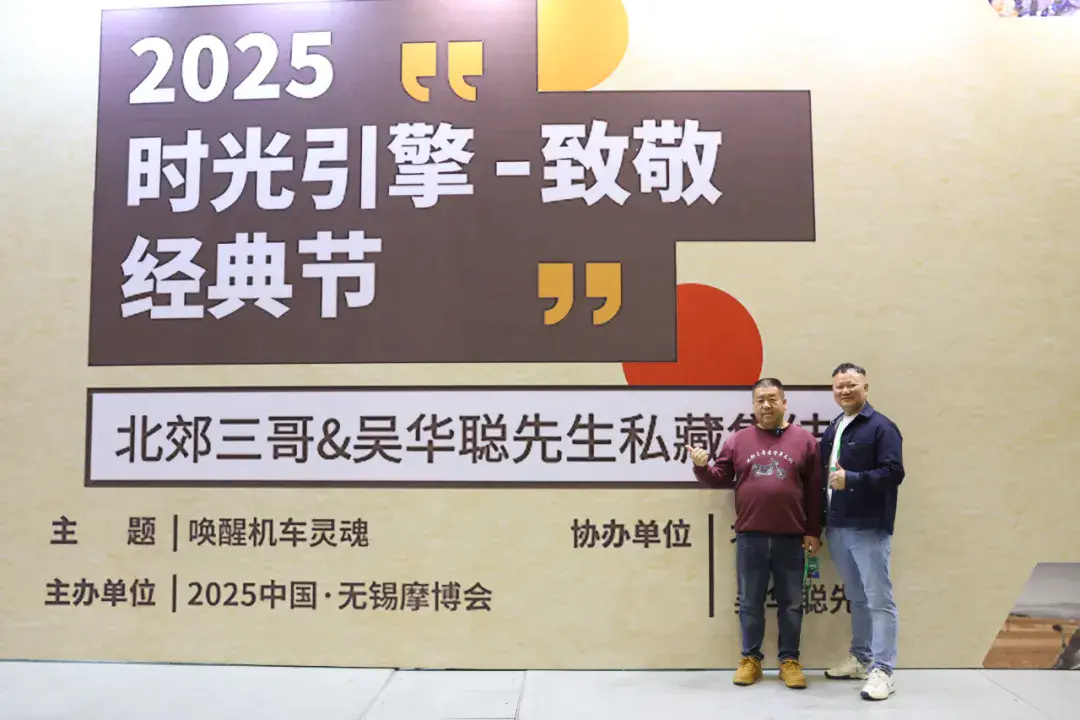 2025
“
时光引擎-致敬
经典节
”
北郊三哥&吴华聪先生私藏
主 题 | 唤醒机车灵魂
主办单位 | 2025中国·无锡摩博会
协办单位
聪先